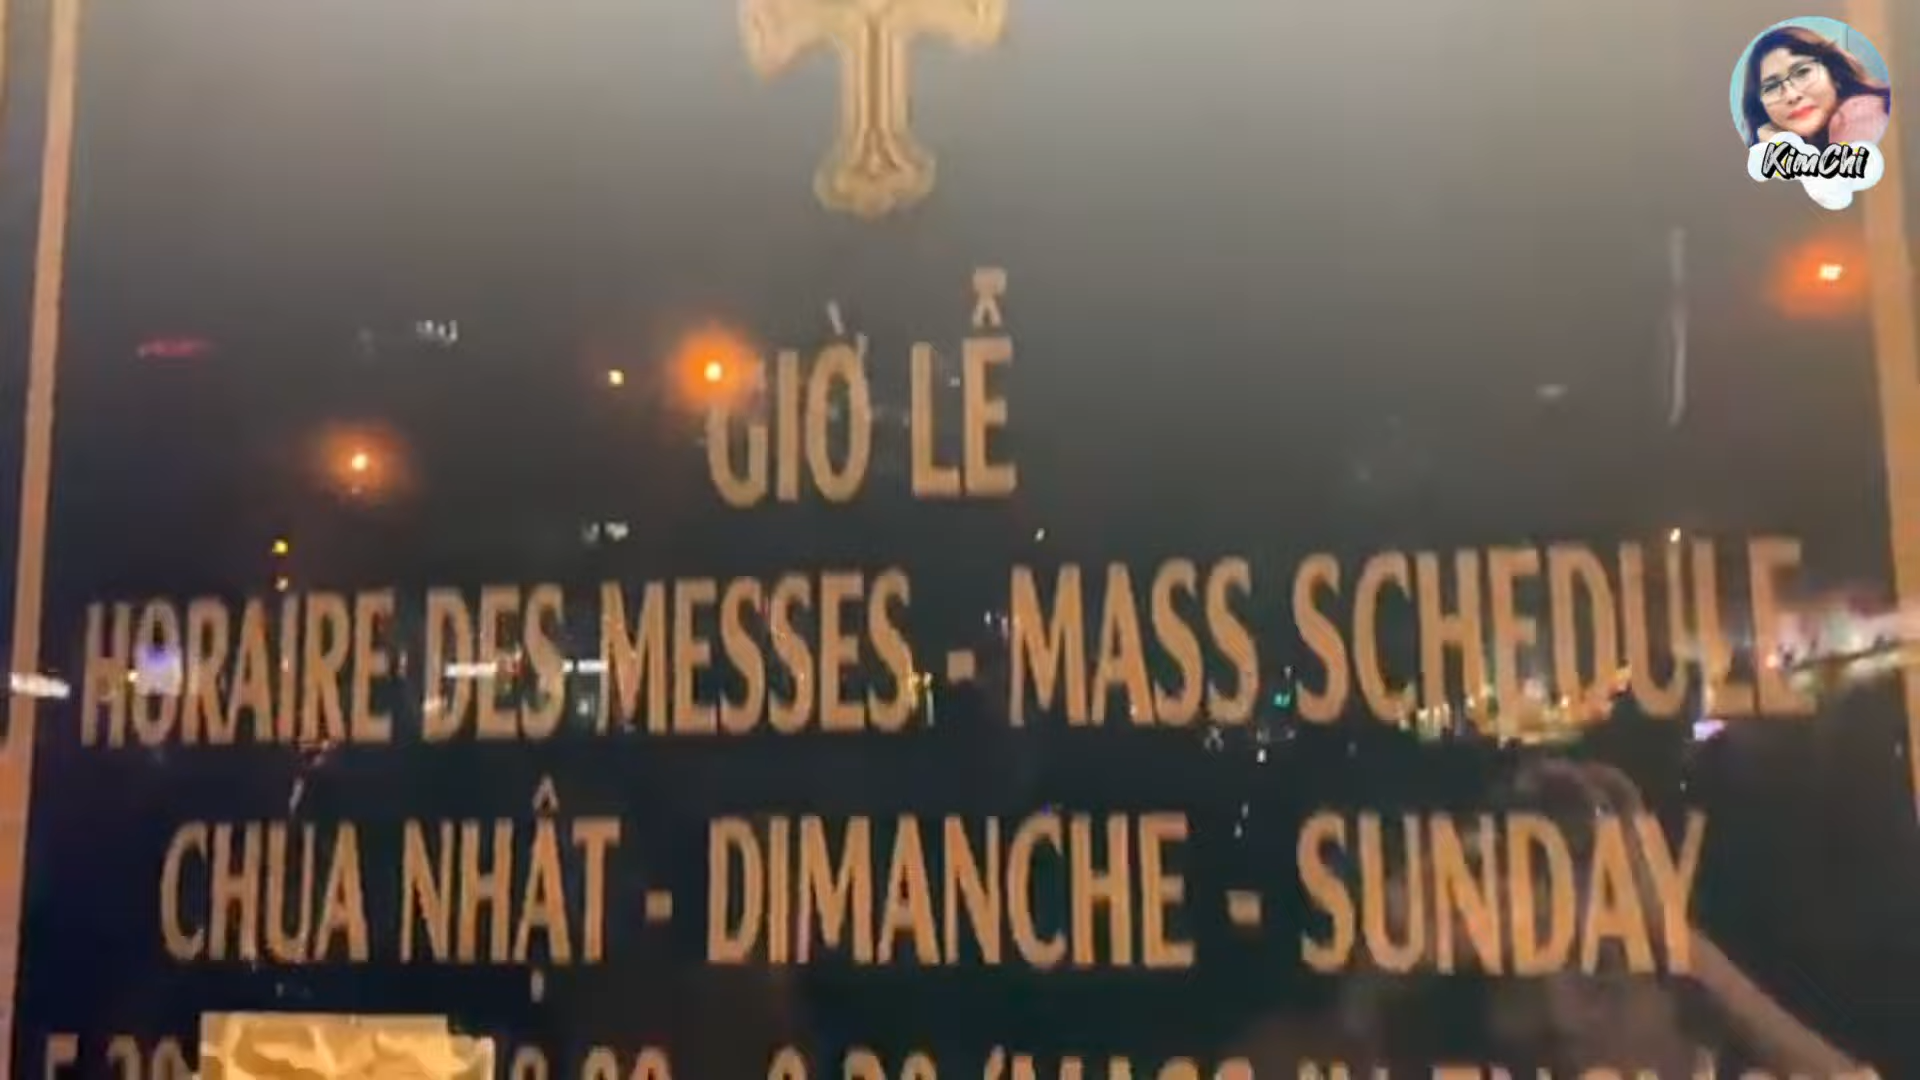 KimChi
GIỜ LỄ
HORAIRE DES MESSES - MASS SCHEDULE
CHÚA NHẬT - DIMANCHE - SUNDAY